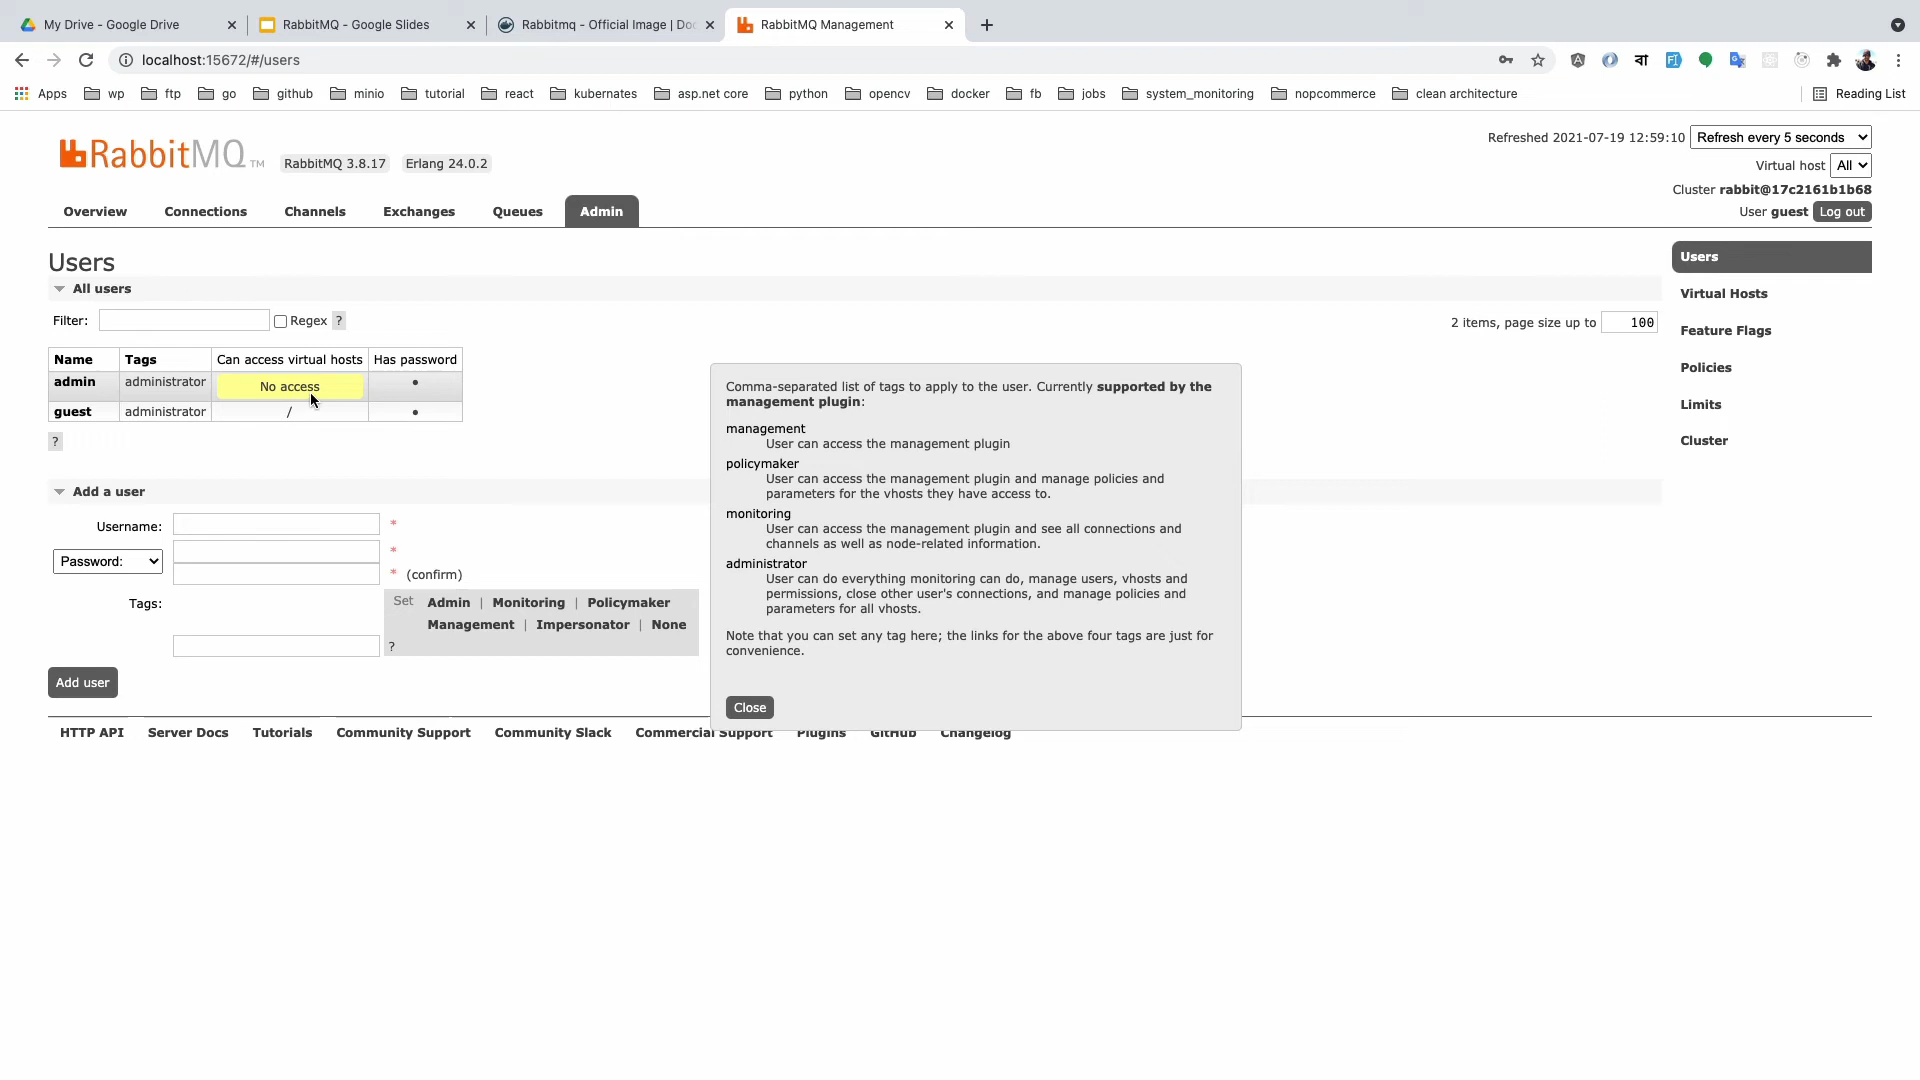 My Drive - Google Drive
RabbitMQ - Google Slides
Rabbitmq - Official Image | Doc
RabbitMQ Management
localhost:15672/#/users
Apps wp ftp go github minio tutorial react kubernates asp.net core python opencv docker fb jobs system_monitoring nopcommerce clean architecture Reading List
RabbitMQ TM RabbitMQ 3.8.17 Erlang 24.0.2
Refreshed 2021-07-19 12:59:10 Refresh every 5 seconds
Virtual host All
Cluster rabbit@17c2161b1b68
User guest Log out
Overview Connections Channels Exchanges Queues Admin
Users
All users
Filter: Regex ?
2 items, page size up to 100
Name Tags Can access virtual hosts Has password
admin administrator No access •
guest administrator / •
?
Add a user
Username: *
Password: *
* (confirm)
Tags:
Set Admin | Monitoring | Policymaker
Management | Impersonator | None
?
Add user
Comma-separated list of tags to apply to the user. Currently supported by the
management plugin:
management
User can access the management plugin
policymaker
User can access the management plugin and manage policies and
parameters for the vhosts they have access to.
monitoring
User can access the management plugin and see all connections and
channels as well as node-related information.
administrator
User can do everything monitoring can do, manage users, vhosts and
permissions, close other user's connections, and manage policies and
parameters for all vhosts.
Note that you can set any tag here; the links for the above four tags are just for
convenience.
Close
Users
Virtual Hosts
Feature Flags
Policies
Limits
Cluster
HTTP API Server Docs Tutorials Community Support Community Slack Commercial Support Plugins GitHub Changelog